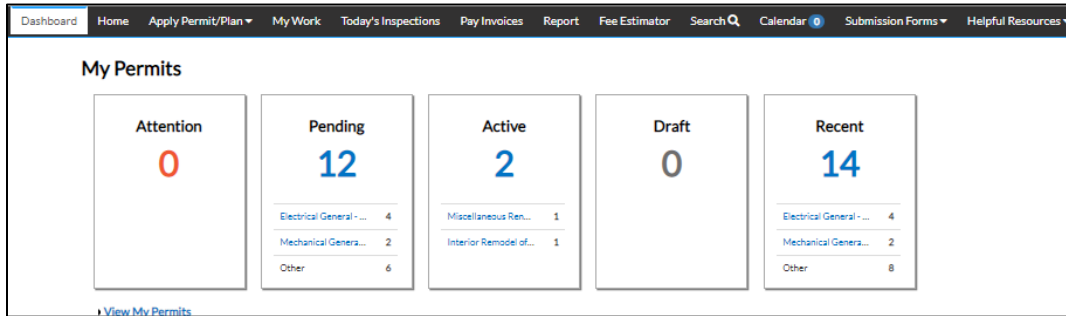 Dashboard Home Apply Permit/Plan My Work Today's Inspections Pay Invoices Report Fee Estimator Search Calendar 0 Submission Forms Helpful Resources
My Permits
Attention
0
Pending
12
Electrical General - ... 4
Mechanical Genera... 2
Other 6
Active
2
Miscellaneous Ren... 1
Interior Remodel of... 1
Draft
0
Recent
14
Electrical General - ... 4
Mechanical Genera... 2
Other 8
View My Permits